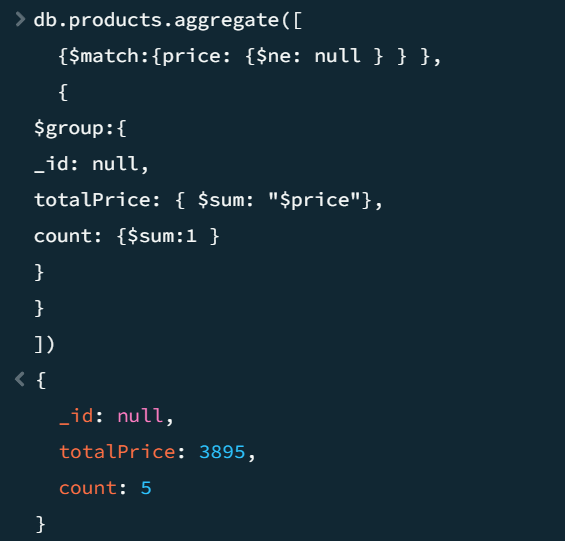 > db.products.aggregate([
{$match:{price: {$ne: null } } },
{
$group:{
_id: null,
totalPrice: { $sum: "$price"},
count: {$sum:1 }
}
}
])
< {
_id: null,
totalPrice: 3895,
count: 5
}